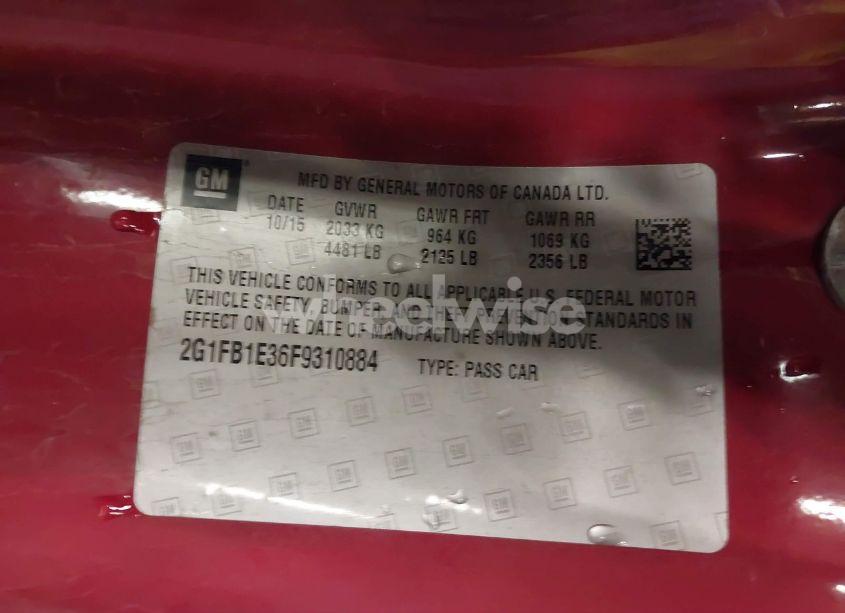 GM
MFD BY GENERAL MOTORS OF CANADA LTD.
DATE GVWR GAWR FRT GAWR RR
10/15 2033 KG 964 KG 1069 KG
4481 LB 2125 LB 2356 LB
THIS VEHICLE CONFORMS TO ALL APPLICABLE U.S. FEDERAL MOTOR
VEHICLE SAFETY, BUMPER, AND THEFT PREVENTION STANDARDS IN
EFFECT ON THE DATE OF MANUFACTURE SHOWN ABOVE.
2G1FB1E36F9310884 TYPE: PASS CAR
wheelwise